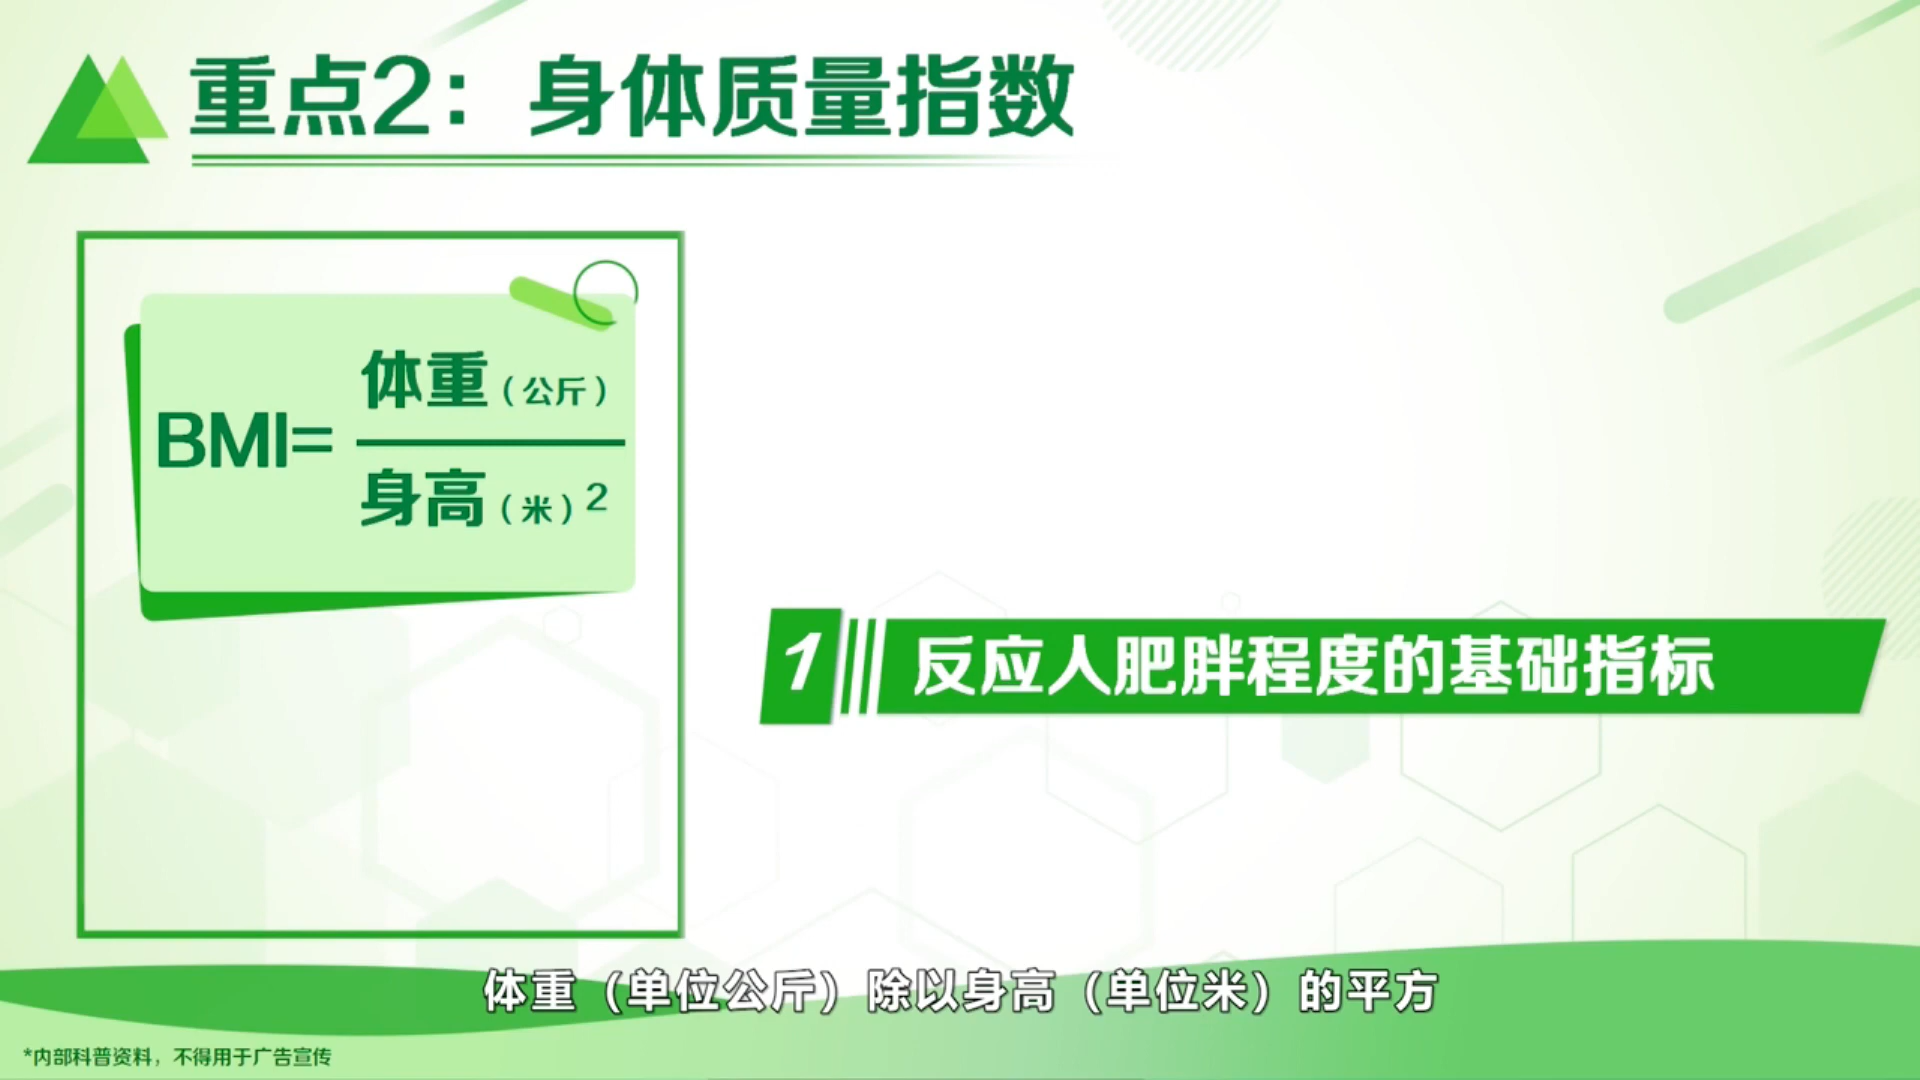 重点2：身体质量指数
BMI=
体重（公斤）
身高（米）2
1 反应人肥胖程度的基础指标
体重（单位公斤）除以身高（单位米）的平方
*内部科普资料，不得用于广告宣传